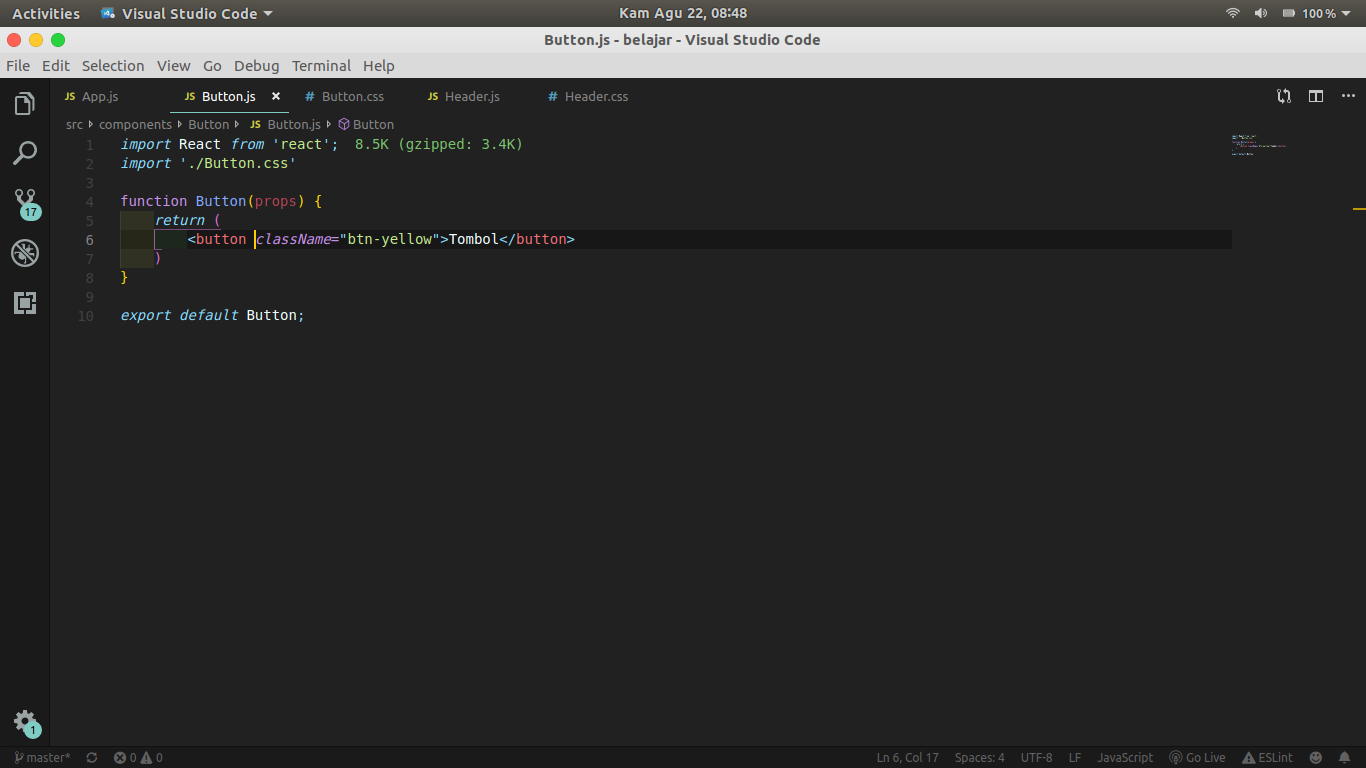 Activities Visual Studio Code Kam Agu 22, 08:48 100 %
Button.js - belajar - Visual Studio Code
File Edit Selection View Go Debug Terminal Help
JS App.js JS Button.js × # Button.css JS Header.js # Header.css ···
src components Button JS Button.js Button
1 import React from 'react'; 8.5K (gzipped: 3.4K)
2 import './Button.css'
3
4 function Button(props) {
5 return (
6 <button className="btn-yellow">Tombol</button>
7 )
8 }
9
10 export default Button;
17
1
master* 0 0 Ln 6, Col 17 Spaces: 4 UTF-8 LF JavaScript Go Live ESLint